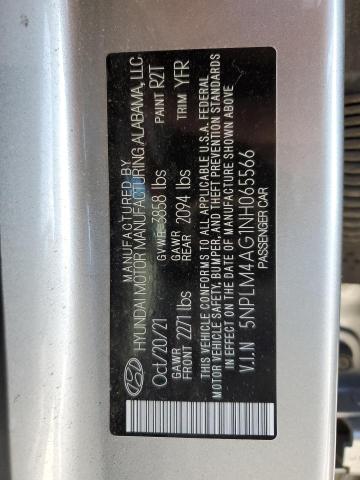 MANUFACTURED BY
HYUNDAI MOTOR MANUFACTURING ALABAMA, LLC
Oct/20/21 GVWR 3858 lbs PAINT R2T
GAWR FRONT 2271 lbs GAWR REAR 2094 lbs TRIM YFR
THIS VEHICLE CONFORMS TO ALL APPLICABLE U.S.A. FEDERAL
MOTOR VEHICLE SAFETY, BUMPER, AND THEFT PREVENTION STANDARDS
IN EFFECT ON THE DATE OF MANUFACTURE SHOWN ABOVE
V.I.N 5NPLM4AG1NH065566
PASSENGER CAR